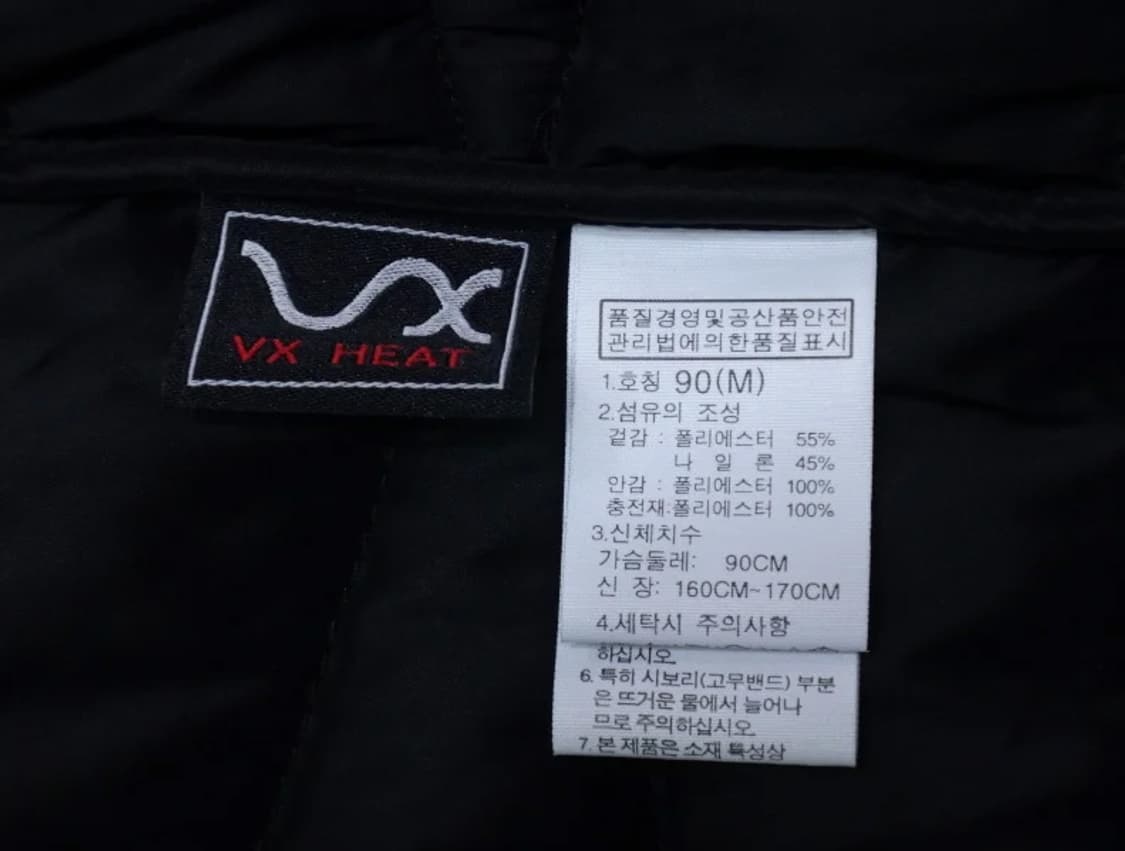 VX
VX HEAT
품질경영및공산품안전
관리법에의한품질표시
1.호칭 90(M)
2.섬유의 조성
겉감 : 폴리에스터 55%
나 일 론 45%
안감 : 폴리에스터 100%
충전재:폴리에스터 100%
3.신체치수
가슴둘레: 90CM
신 장: 160CM~170CM
4.세탁시 주의사항
하십시오.
6. 특히 시보리(고무밴드) 부분
은 뜨거운 물에서 늘어나
므로 주의하십시오.
7. 본 제품은 소재 특성상